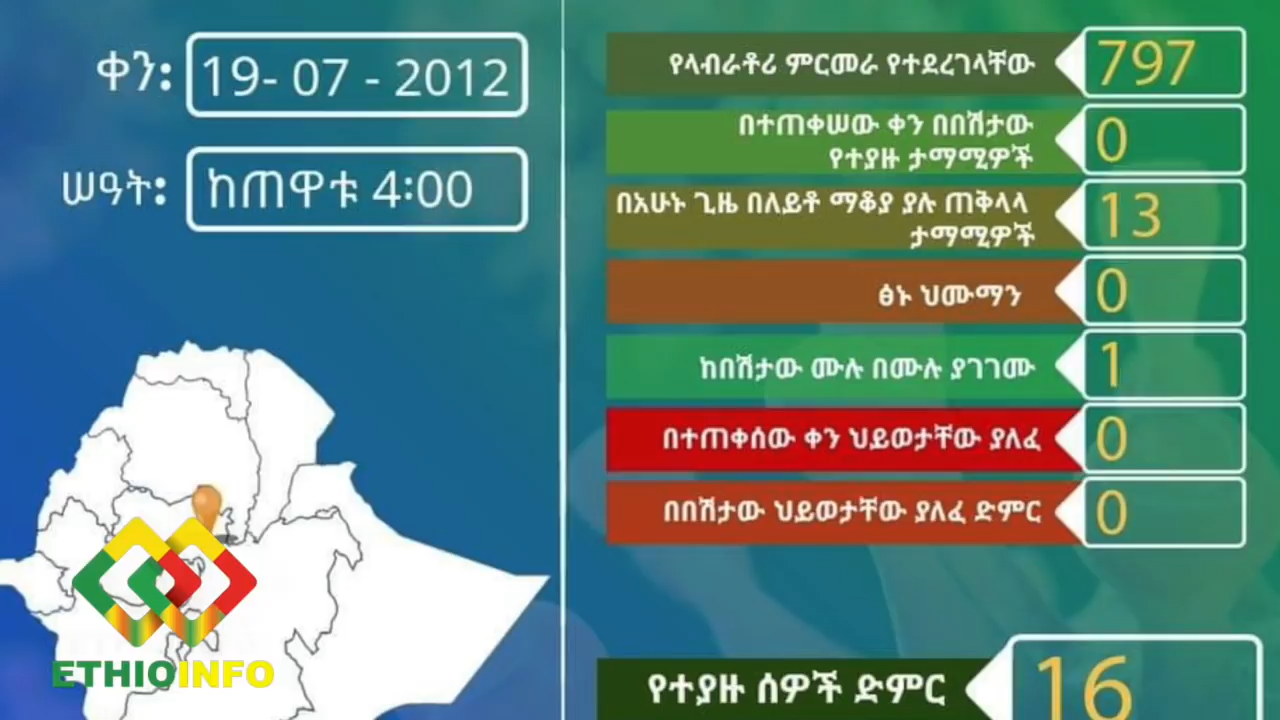 ቀን: 19- 07 - 2012
ሠዓት: ከጠዋቱ 4:00
የላብራቶሪ ምርመራ የተደረገላቸው 797
በተጠቀሠው ቀን በበሽታው
የተያዙ ታማሚዎች 0
በአሁኑ ጊዜ በለይቶ ማቆያ ያሉ ጠቅላላ
ታማሚዎች 13
ፅኑ ህሙማን 0
ከበሽታው ሙሉ በሙሉ ያገገሙ 1
በተጠቀሰው ቀን ህይወታቸው ያለፈ 0
በበሽታው ህይወታቸው ያለፈ ድምር 0
የተያዙ ሰዎች ድምር 16
ETHIOINFO